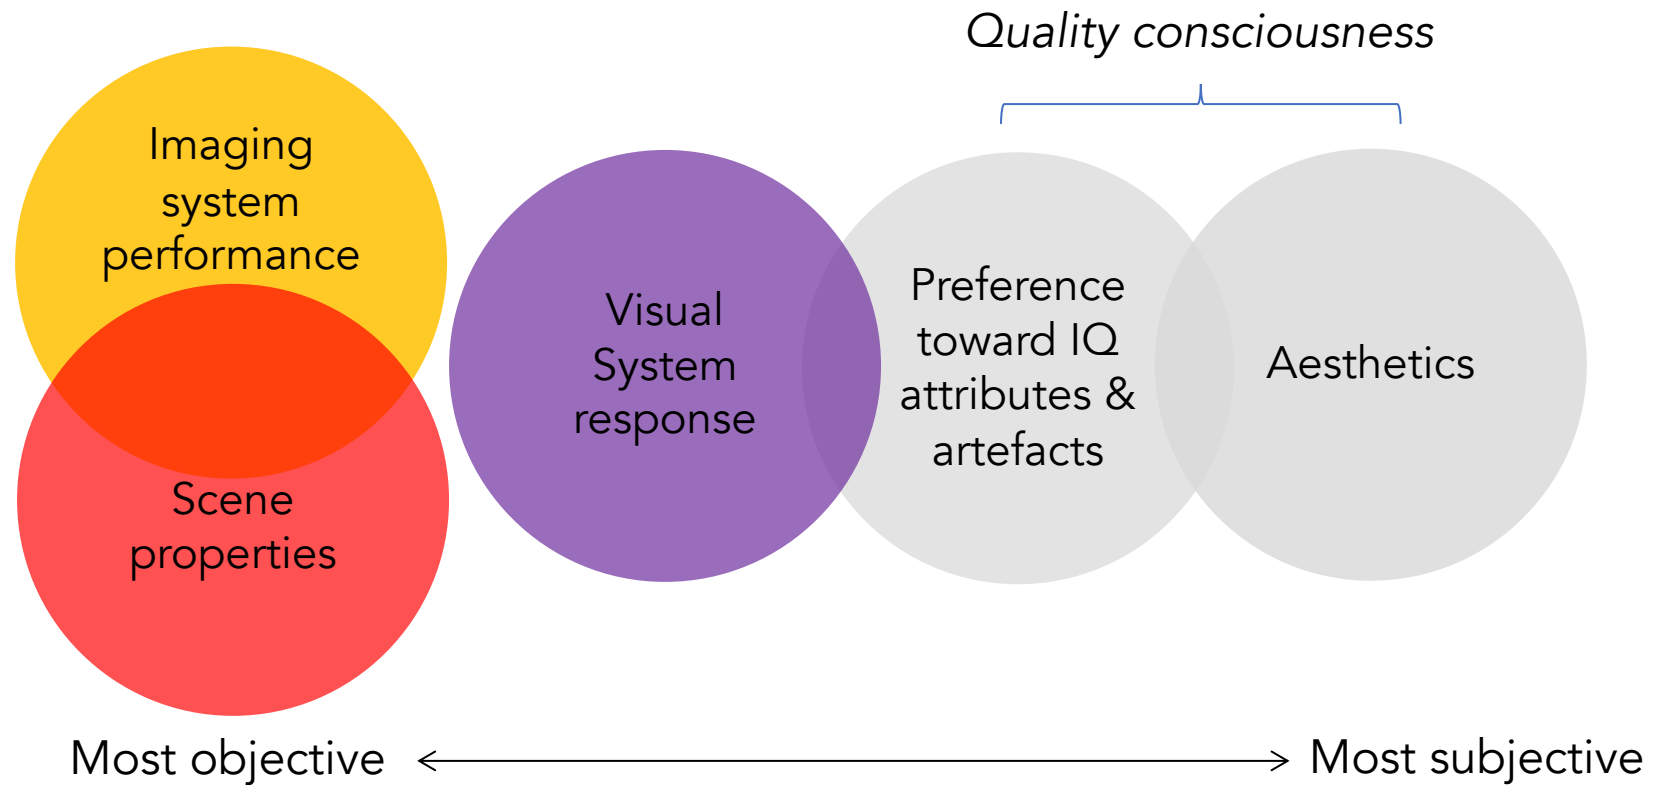 Quality consciousness
Imaging
system
performance
Scene
properties
Visual
System
response
Preference
toward IQ
attributes &
artefacts
Aesthetics
Most objective
Most subjective